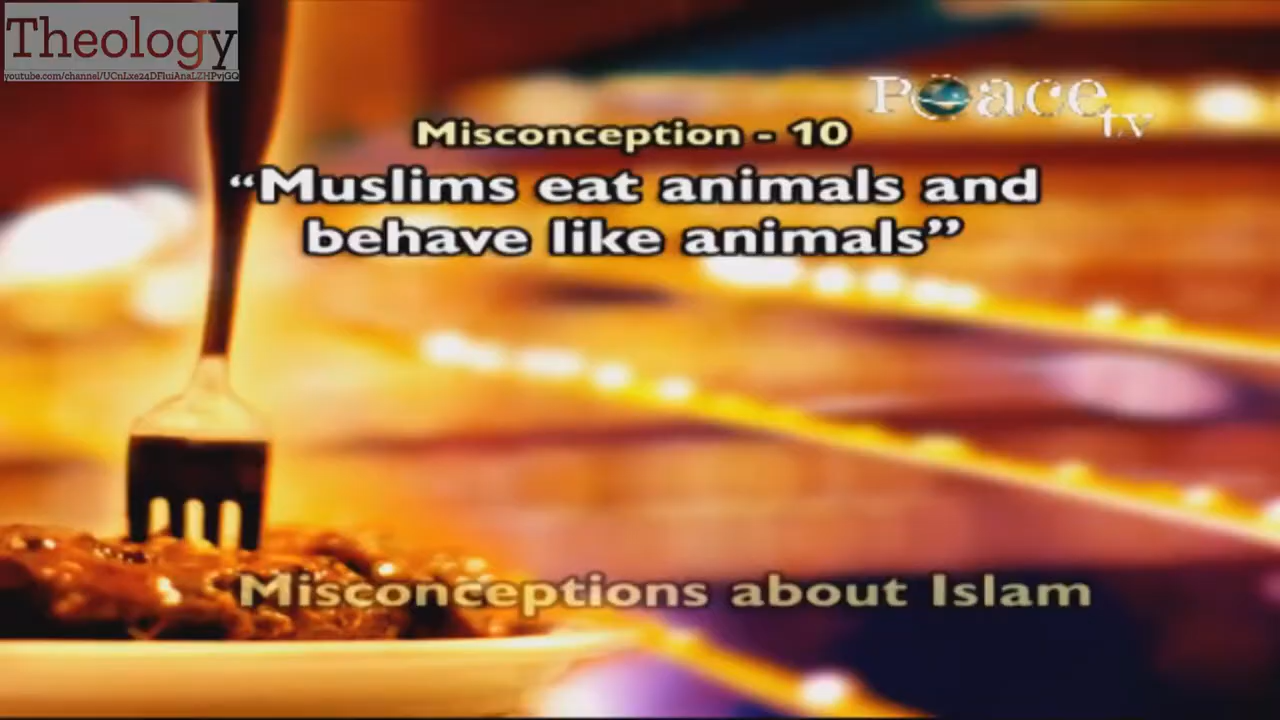 Theology
youtube.com/channel/UCnLxe24DFluiAnaLZHPvjGQ
Peace
tv
Misconception - 10
“Muslims eat animals and
behave like animals”
Misconceptions about Islam